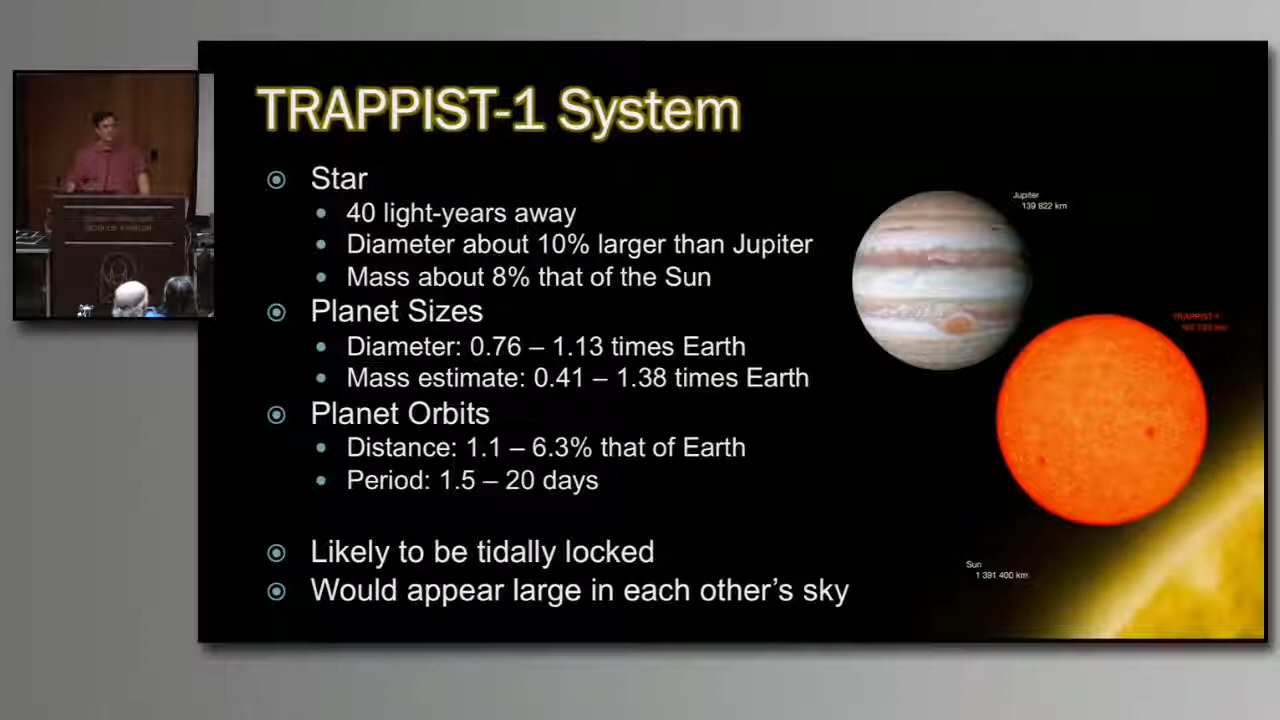 TRAPPIST-1 System
Star
40 light-years away
Diameter about 10% larger than Jupiter
Mass about 8% that of the Sun
Planet Sizes
Diameter: 0.76 – 1.13 times Earth
Mass estimate: 0.41 – 1.38 times Earth
Planet Orbits
Distance: 1.1 – 6.3% that of Earth
Period: 1.5 – 20 days
Likely to be tidally locked
Would appear large in each other's sky
Jupiter
139 822 km
TRAPPIST-1
Sun
1 391 400 km